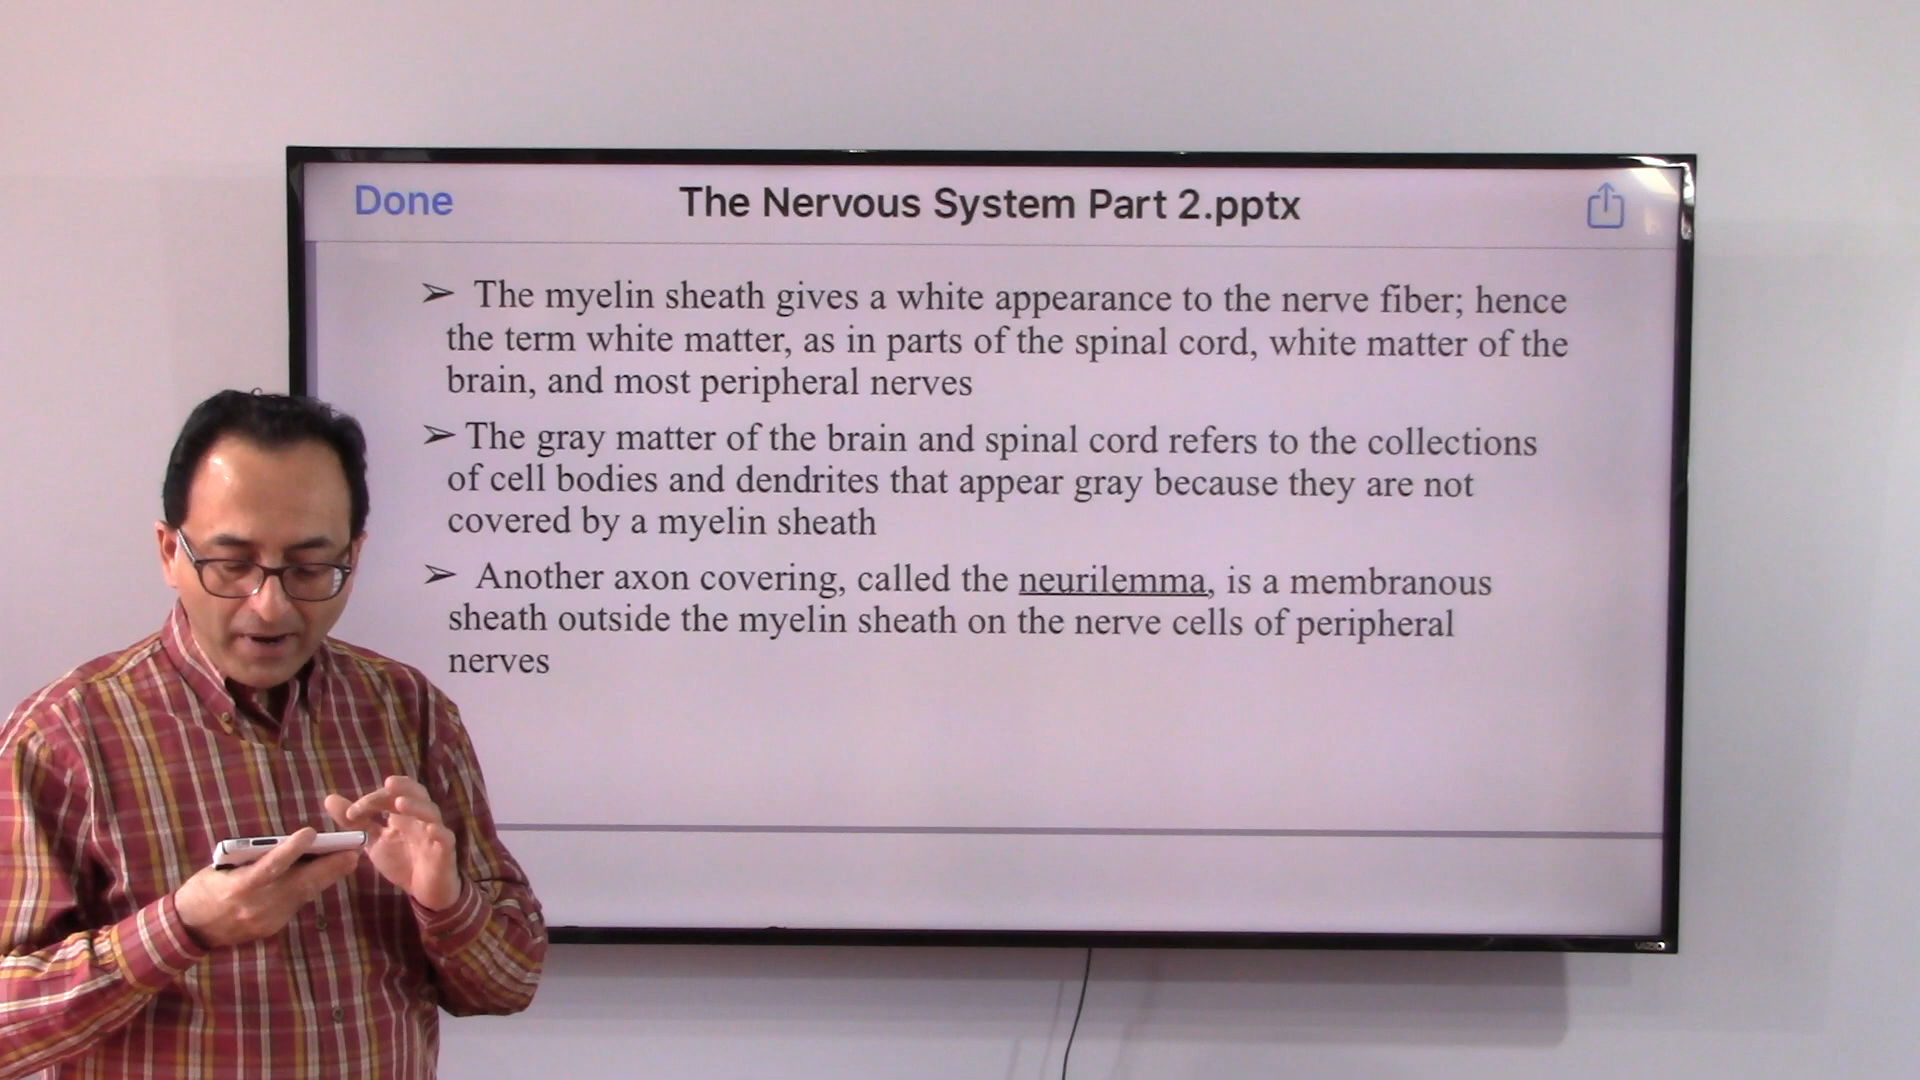 Done
The Nervous System Part 2.pptx
➢ The myelin sheath gives a white appearance to the nerve fiber; hence
the term white matter, as in parts of the spinal cord, white matter of the
brain, and most peripheral nerves
➢ The gray matter of the brain and spinal cord refers to the collections
of cell bodies and dendrites that appear gray because they are not
covered by a myelin sheath
➢ Another axon covering, called the neurilemma, is a membranous
sheath outside the myelin sheath on the nerve cells of peripheral
nerves
VIZIO